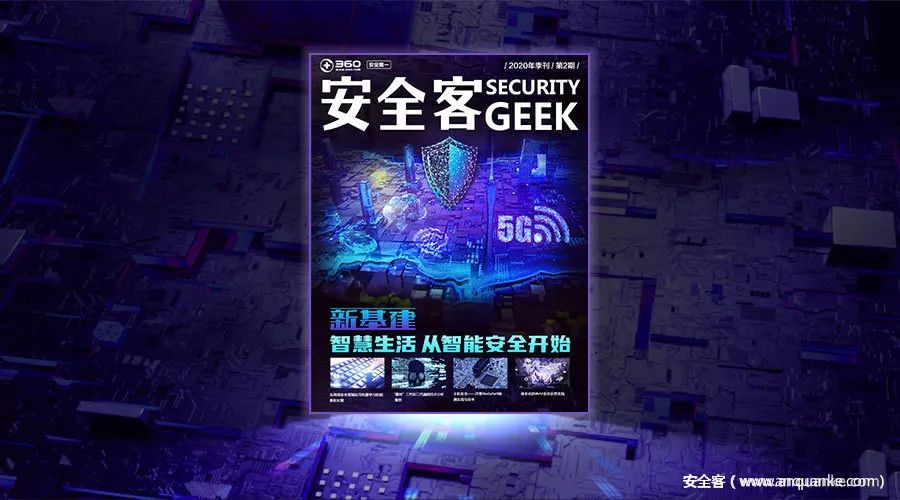 360 安全第一
/ 2020年季刊 / 第2期 /
安全客 SECURITY GEEK
5G
新基建
智慧生活 从智能安全开始
安全客（www.anquanke.com）